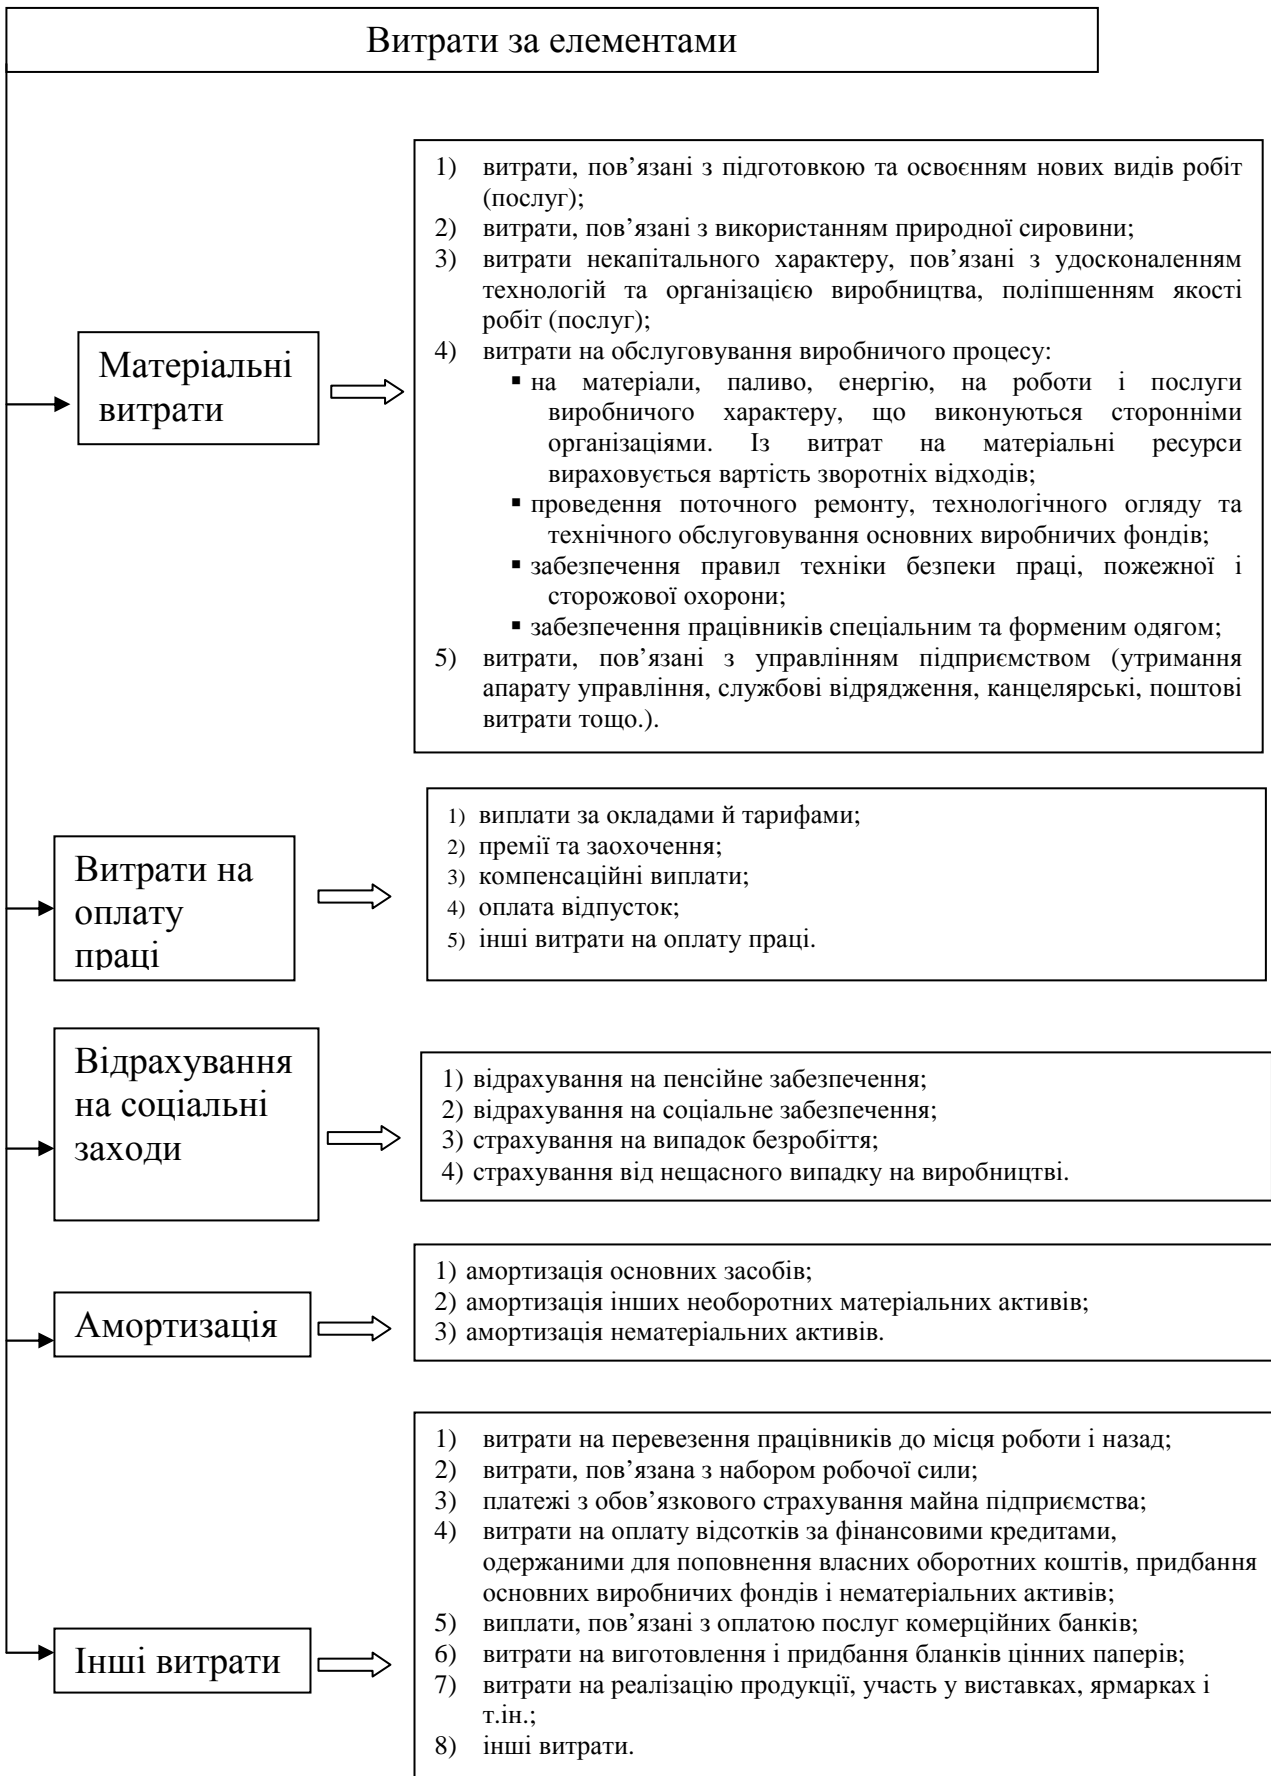 Витрати за елементами
Матеріальні
витрати
1) витрати, пов’язані з підготовкою та освоєнням нових видів робіт
(послуг);
2) витрати, пов’язані з використанням природної сировини;
3) витрати некапітального характеру, пов’язані з удосконаленням
технологій та організацією виробництва, поліпшенням якості
робіт (послуг);
4) витрати на обслуговування виробничого процесу:
▪ на матеріали, паливо, енергію, на роботи і послуги
виробничого характеру, що виконуються сторонніми
організаціями. Із витрат на матеріальні ресурси
вираховується вартість зворотніх відходів;
▪ проведення поточного ремонту, технологічного огляду та
технічного обслуговування основних виробничих фондів;
▪ забезпечення правил техніки безпеки праці, пожежної і
сторожової охорони;
▪ забезпечення працівників спеціальним та форменим одягом;
5) витрати, пов’язані з управлінням підприємством (утримання
апарату управління, службові відрядження, канцелярські, поштові
витрати тощо.).
Витрати на
оплату
праці
1) виплати за окладами й тарифами;
2) премії та заохочення;
3) компенсаційні виплати;
4) оплата відпусток;
5) інші витрати на оплату праці.
Відрахування
на соціальні
заходи
1) відрахування на пенсійне забезпечення;
2) відрахування на соціальне забезпечення;
3) страхування на випадок безробіття;
4) страхування від нещасного випадку на виробництві.
Амортизація
1) амортизація основних засобів;
2) амортизація інших необоротних матеріальних активів;
3) амортизація нематеріальних активів.
Інші витрати
1) витрати на перевезення працівників до місця роботи і назад;
2) витрати, пов’язана з набором робочої сили;
3) платежі з обов’язкового страхування майна підприємства;
4) витрати на оплату відсотків за фінансовими кредитами,
одержаними для поповнення власних оборотних коштів, придбання
основних виробничих фондів і нематеріальних активів;
5) виплати, пов’язані з оплатою послуг комерційних банків;
6) витрати на виготовлення і придбання бланків цінних паперів;
7) витрати на реалізацію продукції, участь у виставках, ярмарках і
т.ін.;
8) інші витрати.